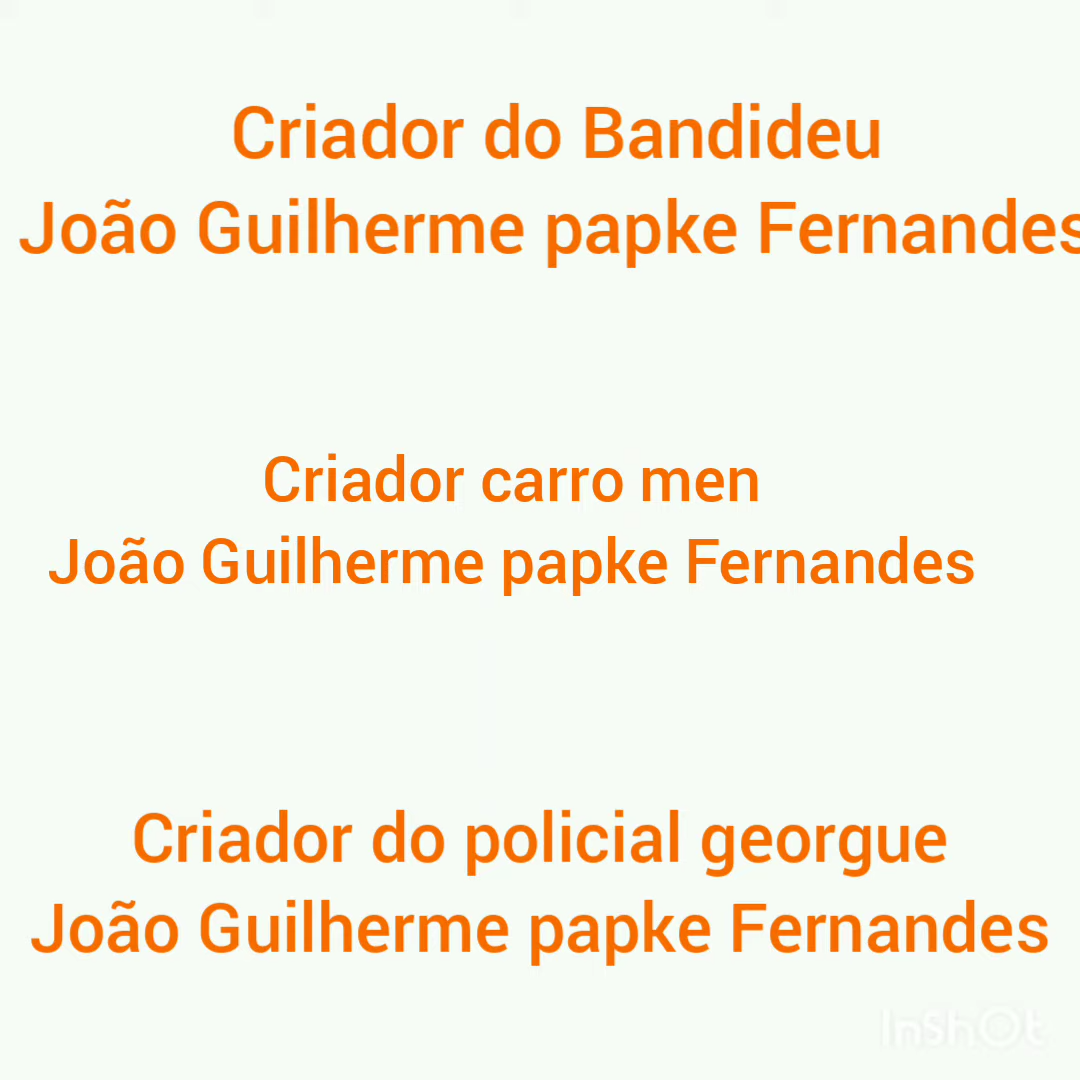 Criador do Bandideu
João Guilherme papke Fernandes
Criador carro men
João Guilherme papke Fernandes
Criador do policial georgue
João Guilherme papke Fernandes
InShOt